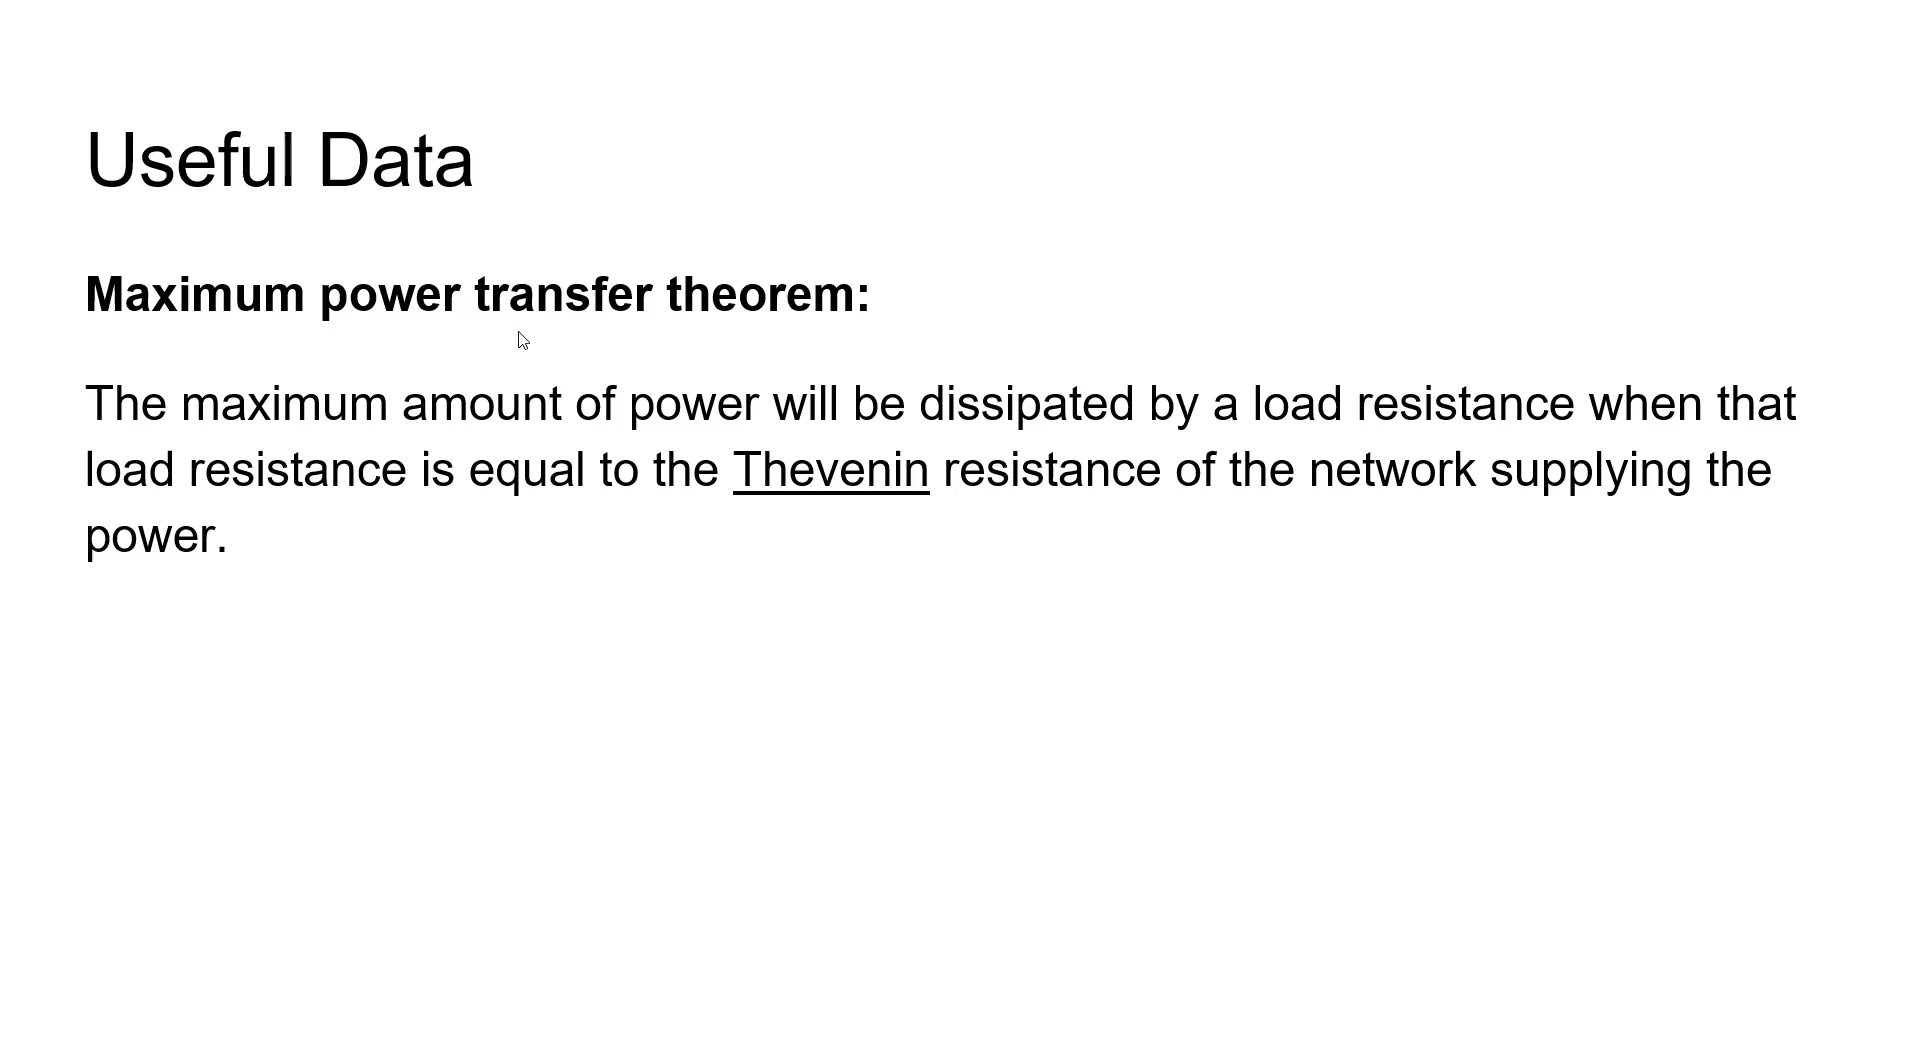 Useful Data
Maximum power transfer theorem:
The maximum amount of power will be dissipated by a load resistance when that
load resistance is equal to the Thevenin resistance of the network supplying the
power.